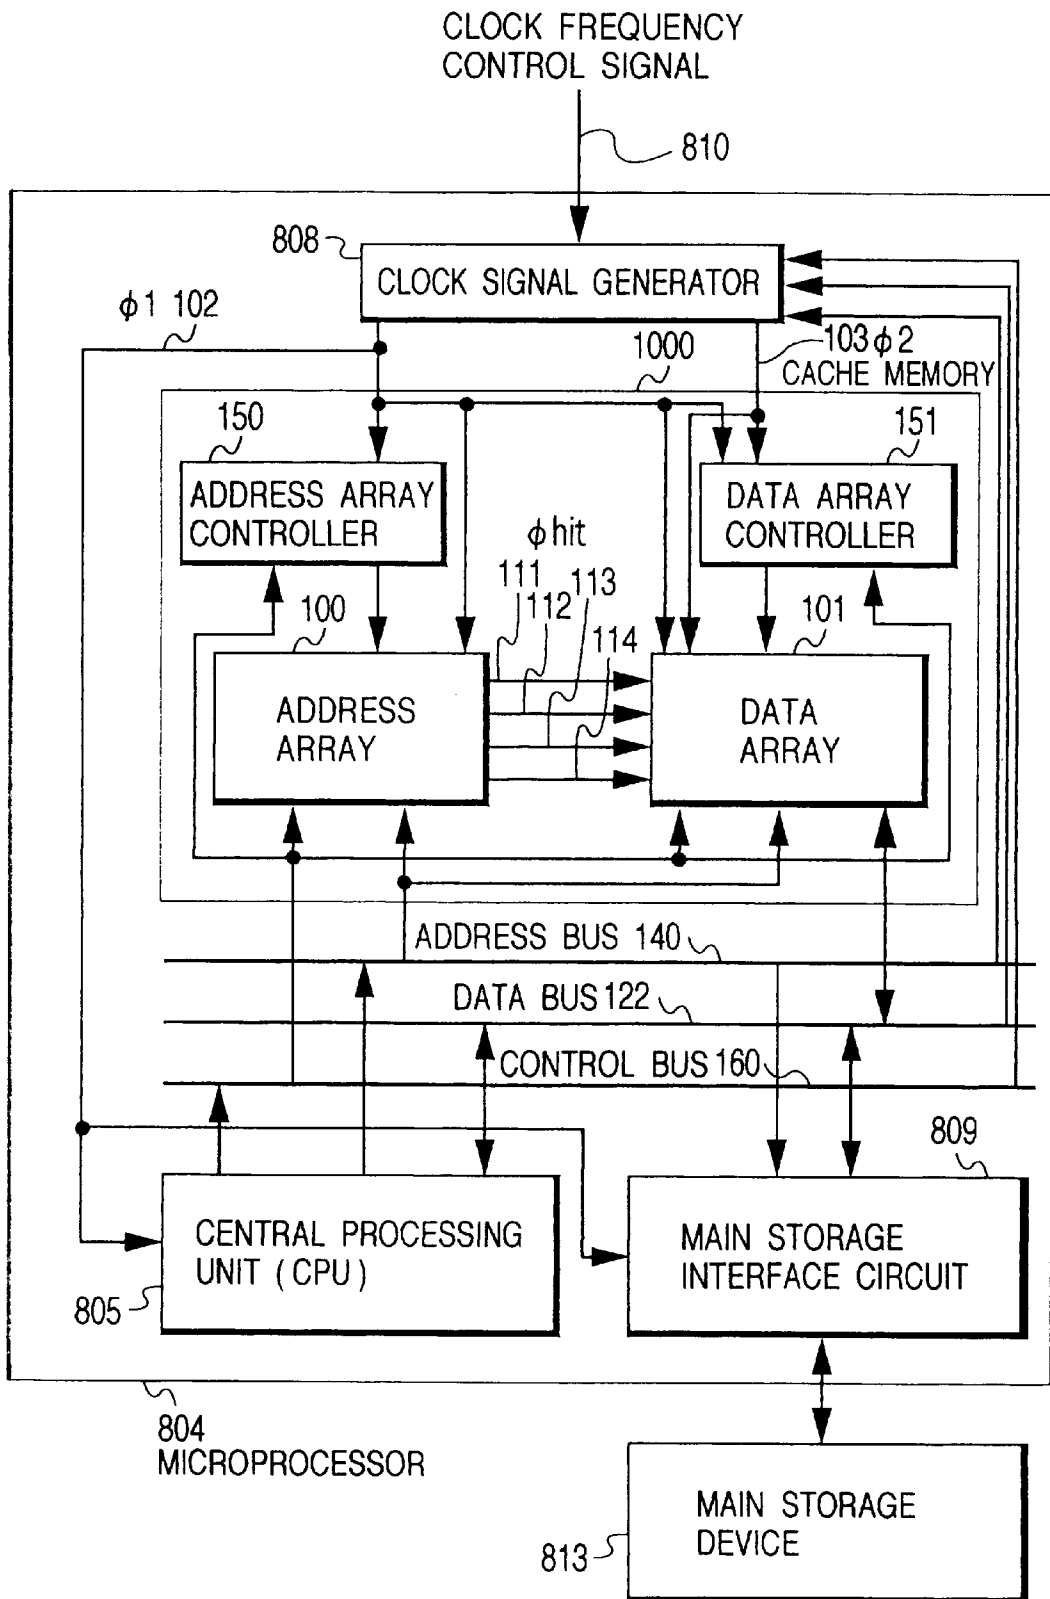 CLOCK FREQUENCY
CONTROL SIGNAL
810
808
CLOCK SIGNAL GENERATOR
ϕ1 102
103 ϕ2
1000
CACHE MEMORY
150
151
ADDRESS ARRAY
CONTROLLER
DATA ARRAY
CONTROLLER
ϕhit
111
113
112
114
100
101
ADDRESS
ARRAY
DATA
ARRAY
ADDRESS BUS 140
DATA BUS 122
CONTROL BUS 160
809
CENTRAL PROCESSING
UNIT (CPU)
MAIN STORAGE
INTERFACE CIRCUIT
805
804
MICROPROCESSOR
MAIN STORAGE
DEVICE
813